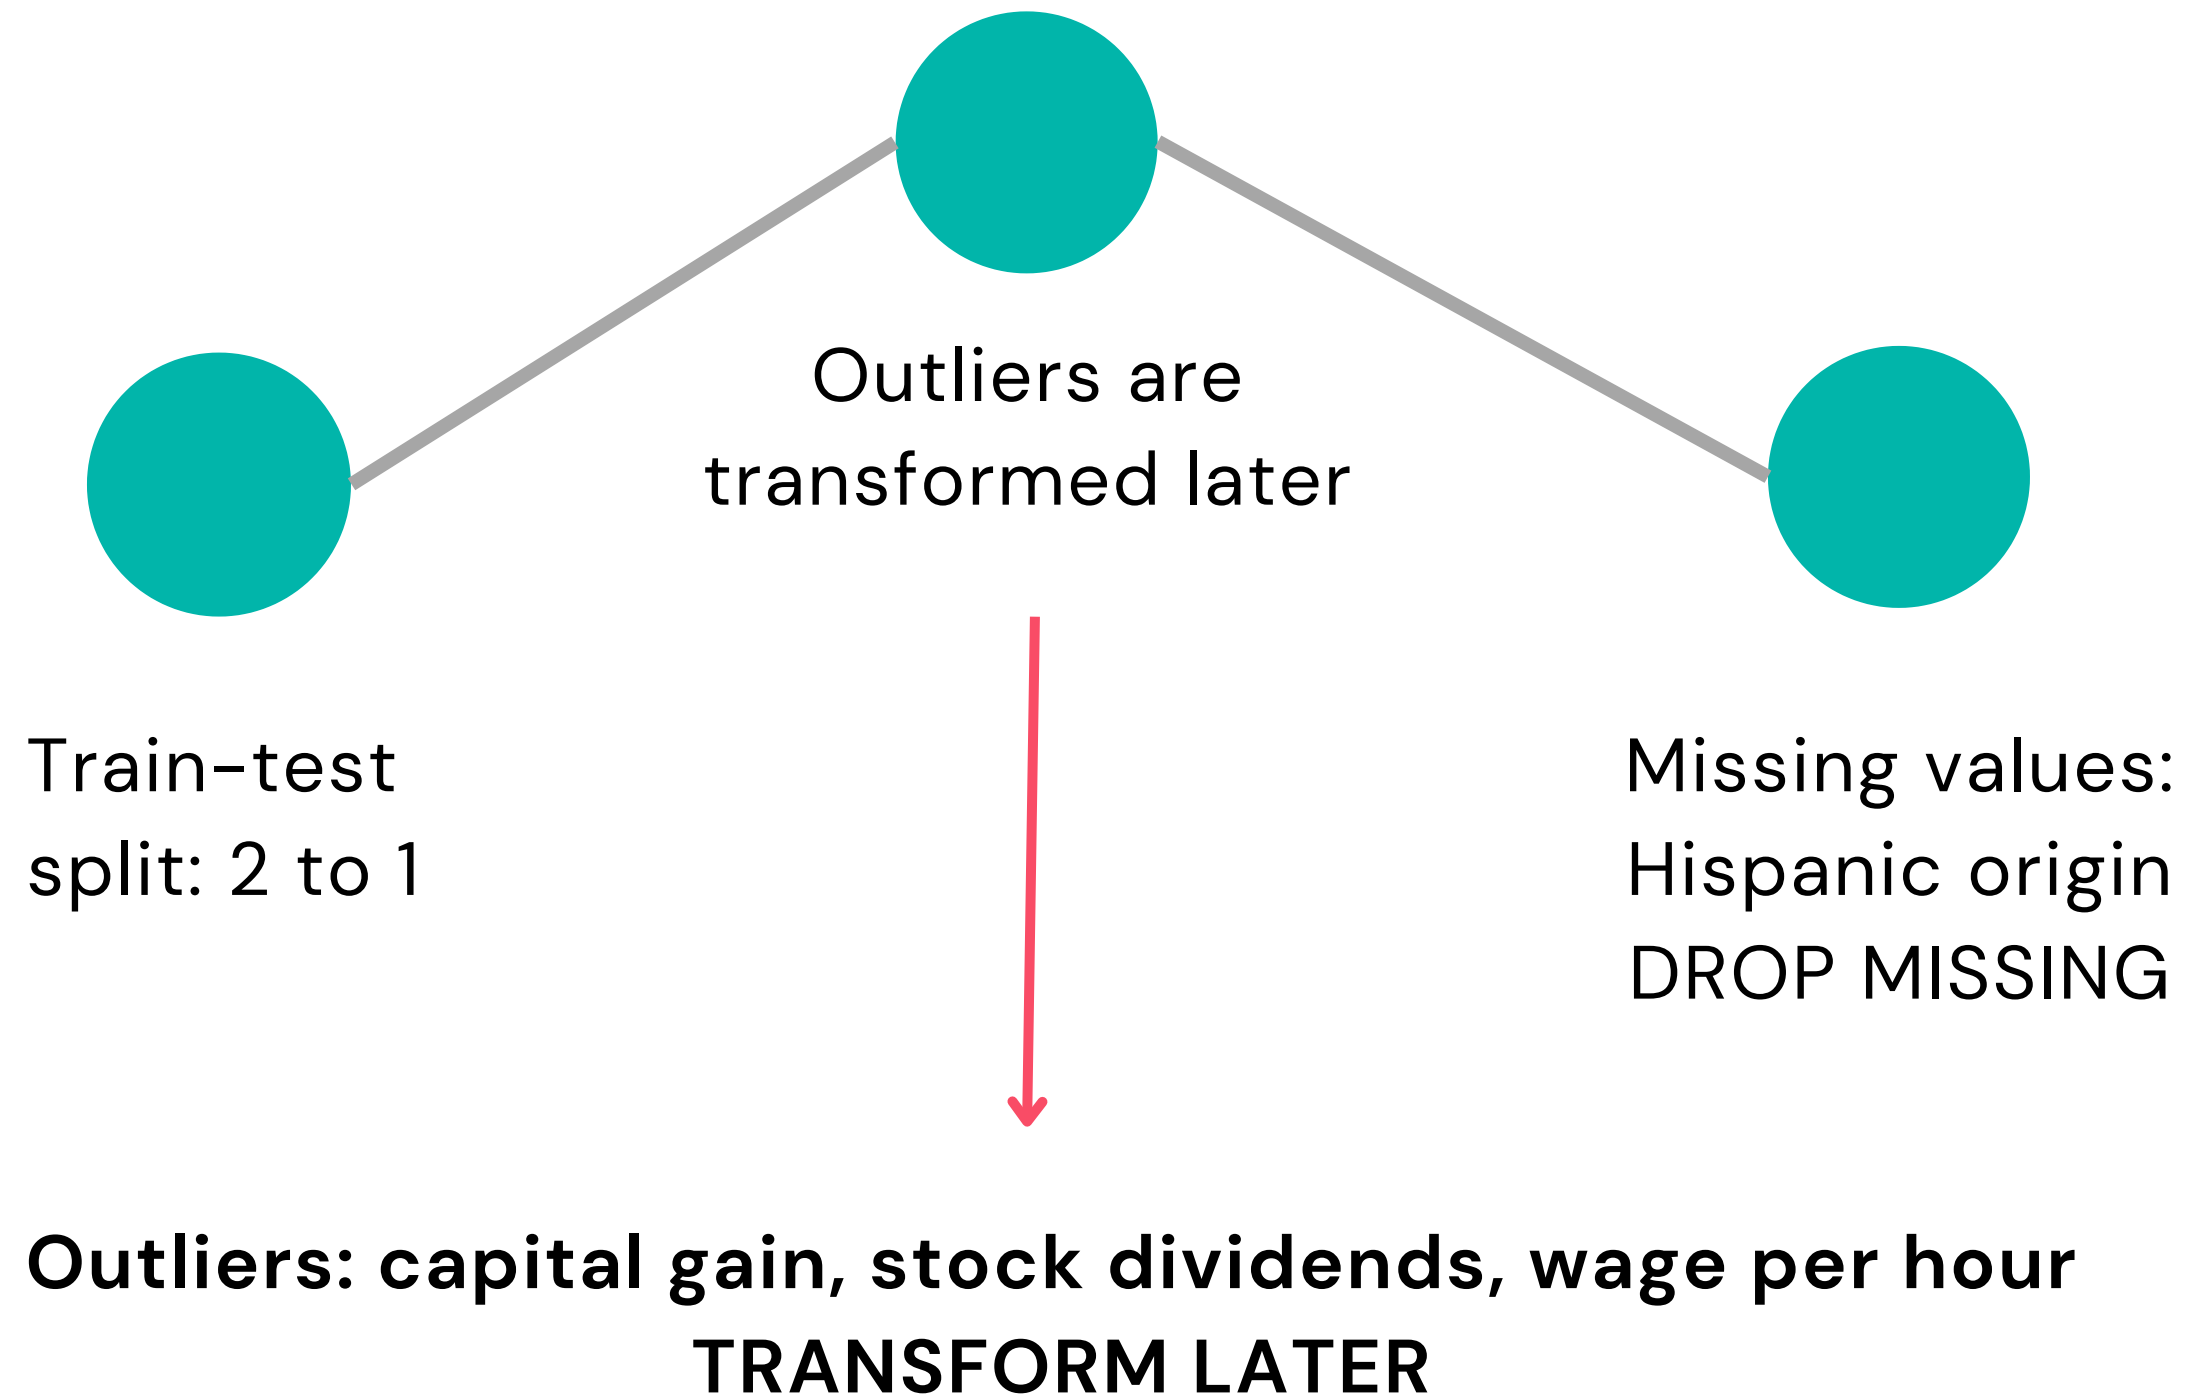 Outliers are
transformed later
Train-test
split: 2 to 1
Missing values:
Hispanic origin
DROP MISSING
Outliers: capital gain, stock dividends, wage per hour
TRANSFORM LATER